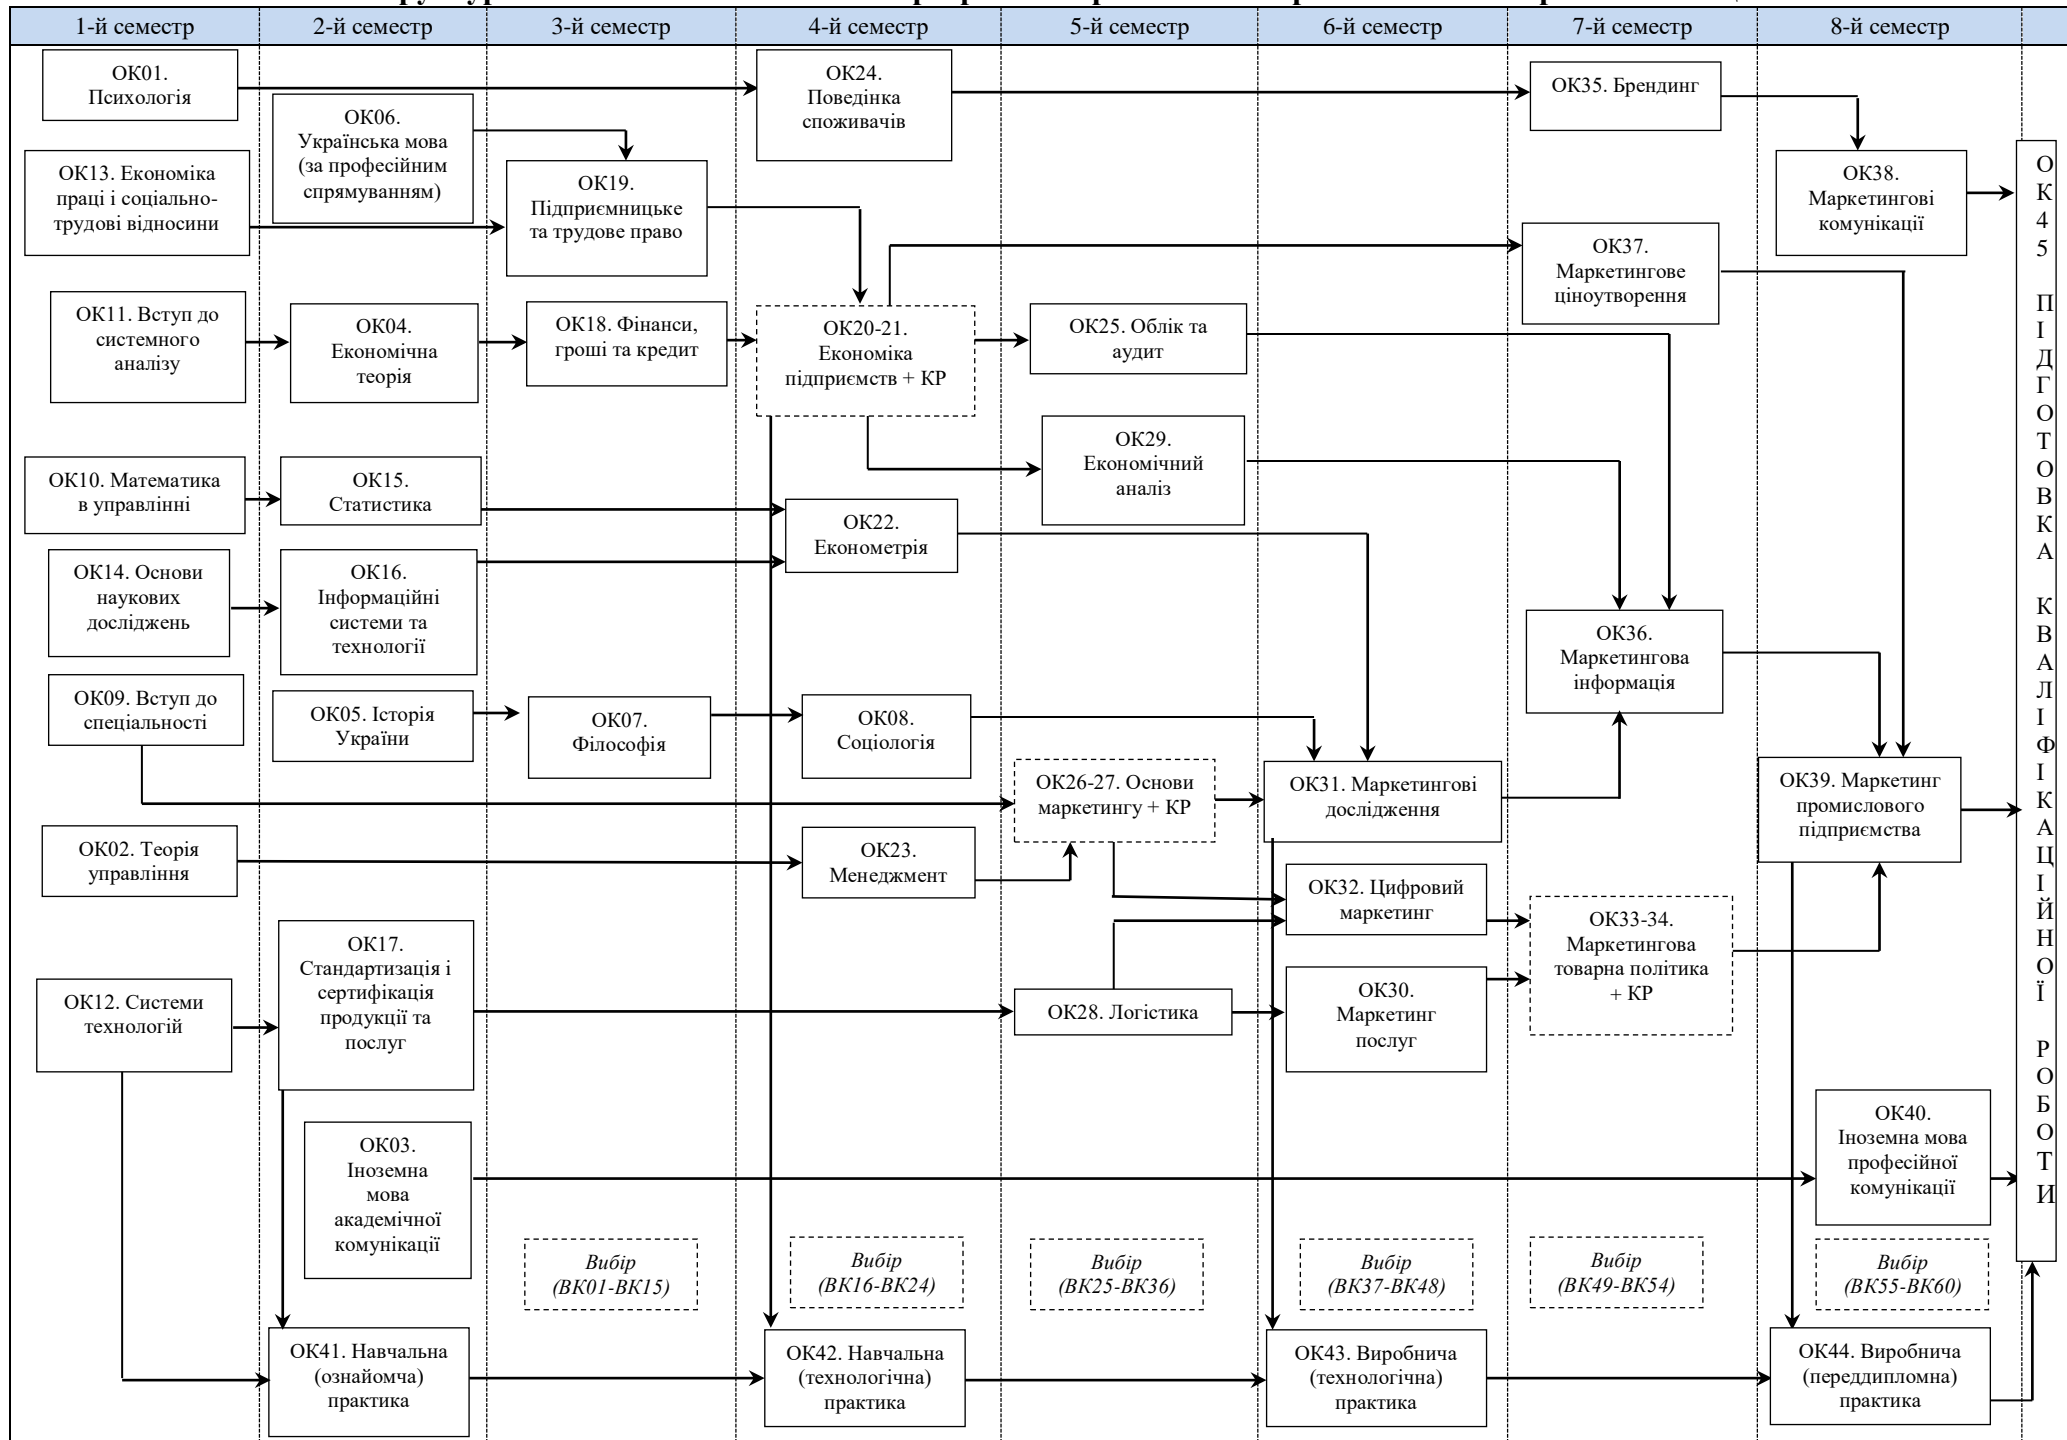 1-й семестр
2-й семестр
3-й семестр
4-й семестр
5-й семестр
6-й семестр
7-й семестр
8-й семестр
ОК01.
Психологія
ОК13. Економіка
праці і соціально-
трудові відносини
ОК11. Вступ до
системного
аналізу
ОК10. Математика
в управлінні
ОК14. Основи
наукових
досліджень
ОК09. Вступ до
спеціальності
ОК02. Теорія
управління
ОК12. Системи
технологій
ОК06.
Українська мова
(за професійним
спрямуванням)
ОК04.
Економічна
теорія
ОК15.
Статистика
ОК16.
Інформаційні
системи та
технології
ОК05. Історія
України
ОК17.
Стандартизація і
сертифікація
продукції та
послуг
ОК03.
Іноземна
мова
академічної
комунікації
ОК41. Навчальна
(ознайомча)
практика
ОК19.
Підприємницьке
та трудове право
ОК18. Фінанси,
гроші та кредит
ОК07.
Філософія
Вибір
(ВК01-ВК15)
ОК24.
Поведінка
споживачів
ОК20-21.
Економіка
підприємств + КР
ОК22.
Економетрія
ОК08.
Соціологія
ОК23.
Менеджмент
Вибір
(ВК16-ВК24)
ОК42. Навчальна
(технологічна)
практика
ОК25. Облік та
аудит
ОК29.
Економічний
аналіз
ОК26-27. Основи
маркетингу + КР
ОК28. Логістика
Вибір
(ВК25-ВК36)
ОК31. Маркетингові
дослідження
ОК32. Цифровий
маркетинг
ОК30.
Маркетинг
послуг
Вибір
(ВК37-ВК48)
ОК43. Виробнича
(технологічна)
практика
ОК35. Брендинг
ОК37.
Маркетингове
ціноутворення
ОК36.
Маркетингова
інформація
ОК33-34.
Маркетингова
товарна політика
+ КР
Вибір
(ВК49-ВК54)
ОК38.
Маркетингові
комунікації
ОК39. Маркетинг
промислового
підприємства
ОК40.
Іноземна мова
професійної
комунікації
Вибір
(ВК55-ВК60)
ОК44. Виробнича
(переддипломна)
практика
ОК45 ПІДГОТОВКА КВАЛІФІКАЦІЙНОЇ РОБОТИ